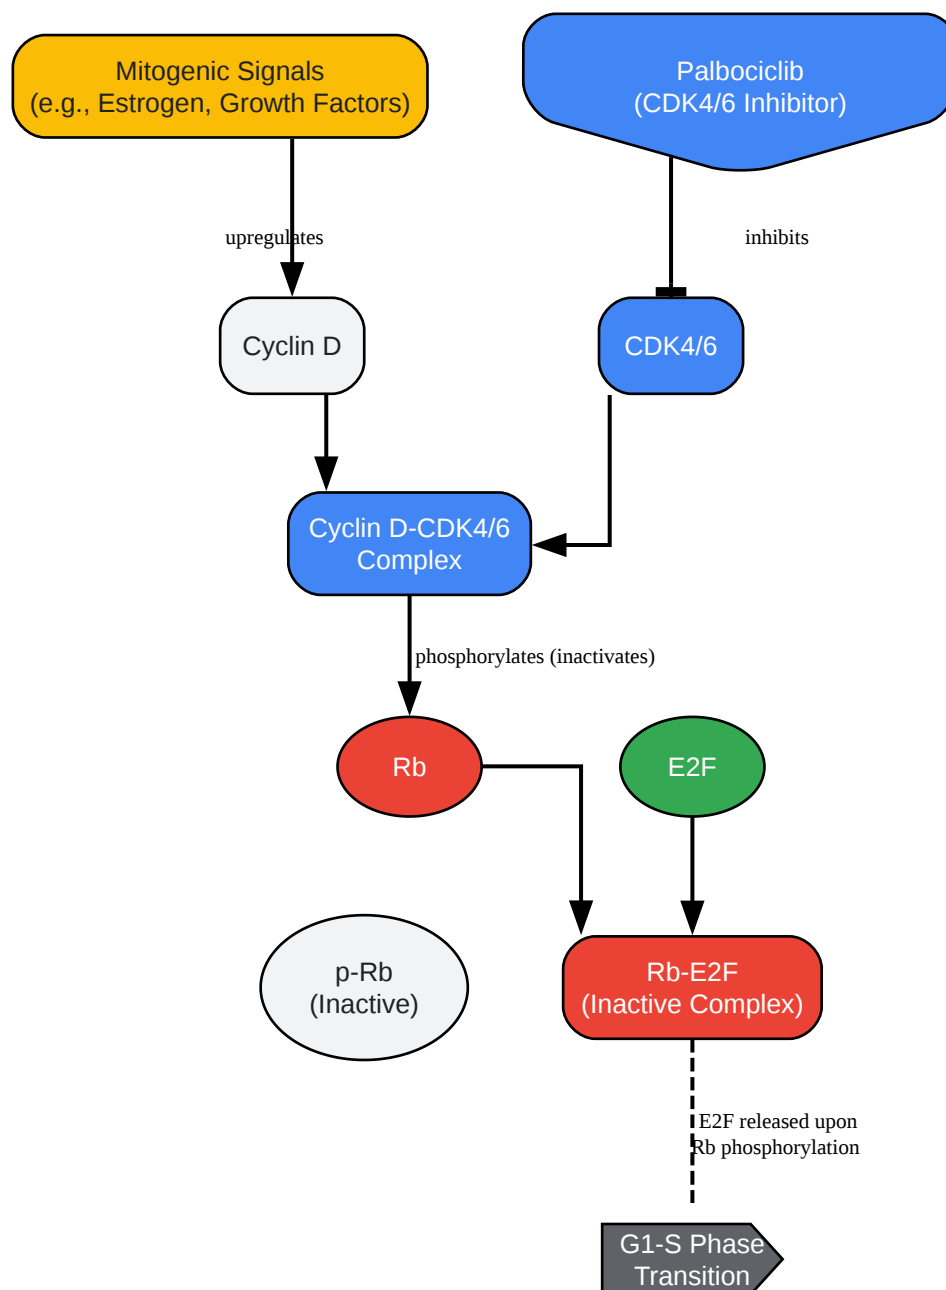 Mitogenic Signals
(e.g., Estrogen, Growth Factors)
Palbociclib
(CDK4/6 Inhibitor)
upregulates
inhibits
Cyclin D
CDK4/6
Cyclin D-CDK4/6
Complex
phosphorylates (inactivates)
Rb
E2F
p-Rb
(Inactive)
Rb-E2F
(Inactive Complex)
E2F released upon
Rb phosphorylation
G1-S Phase
Transition